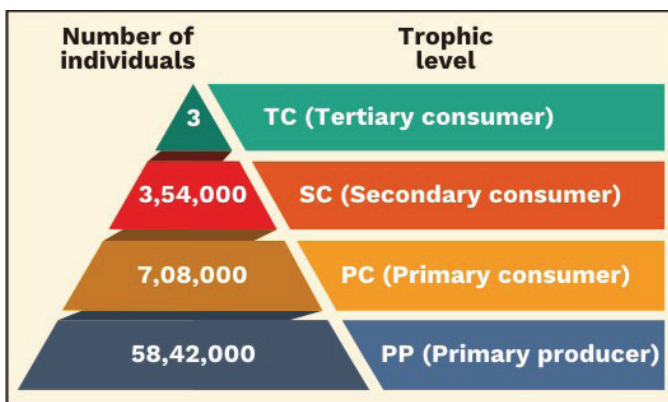 Number of individuals
Trophic level
3
TC (Tertiary consumer)
3,54,000
SC (Secondary consumer)
7,08,000
PC (Primary consumer)
58,42,000
PP (Primary producer)